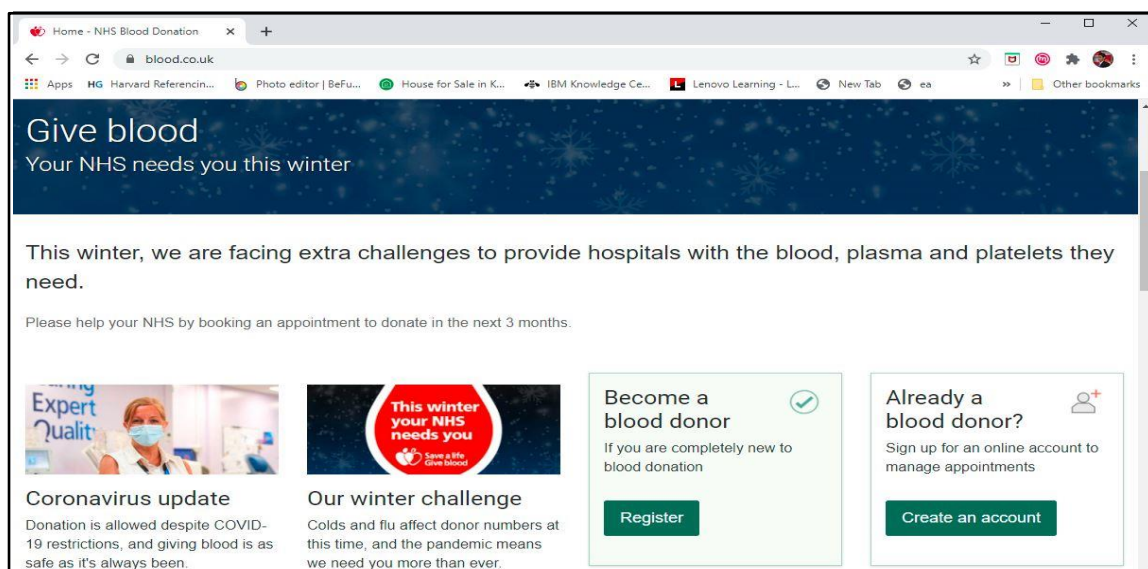 Home - NHS Blood Donation
blood.co.uk
Apps
HG Harvard Referencin...
Photo editor | BeFu...
House for Sale in K...
IBM Knowledge Ce...
L Lenovo Learning - L...
New Tab
ea
»
Other bookmarks
Give blood
Your NHS needs you this winter
This winter, we are facing extra challenges to provide hospitals with the blood, plasma and platelets they
need.
Please help your NHS by booking an appointment to donate in the next 3 months.
Expert
Quality
This winter
your NHS
needs you
Save a life
Give blood
Coronavirus update
Donation is allowed despite COVID-
19 restrictions, and giving blood is as
safe as it's always been.
Our winter challenge
Colds and flu affect donor numbers at
this time, and the pandemic means
we need you more than ever.
Become a
blood donor
If you are completely new to
blood donation
Register
Already a
blood donor?
Sign up for an online account to
manage appointments
Create an account